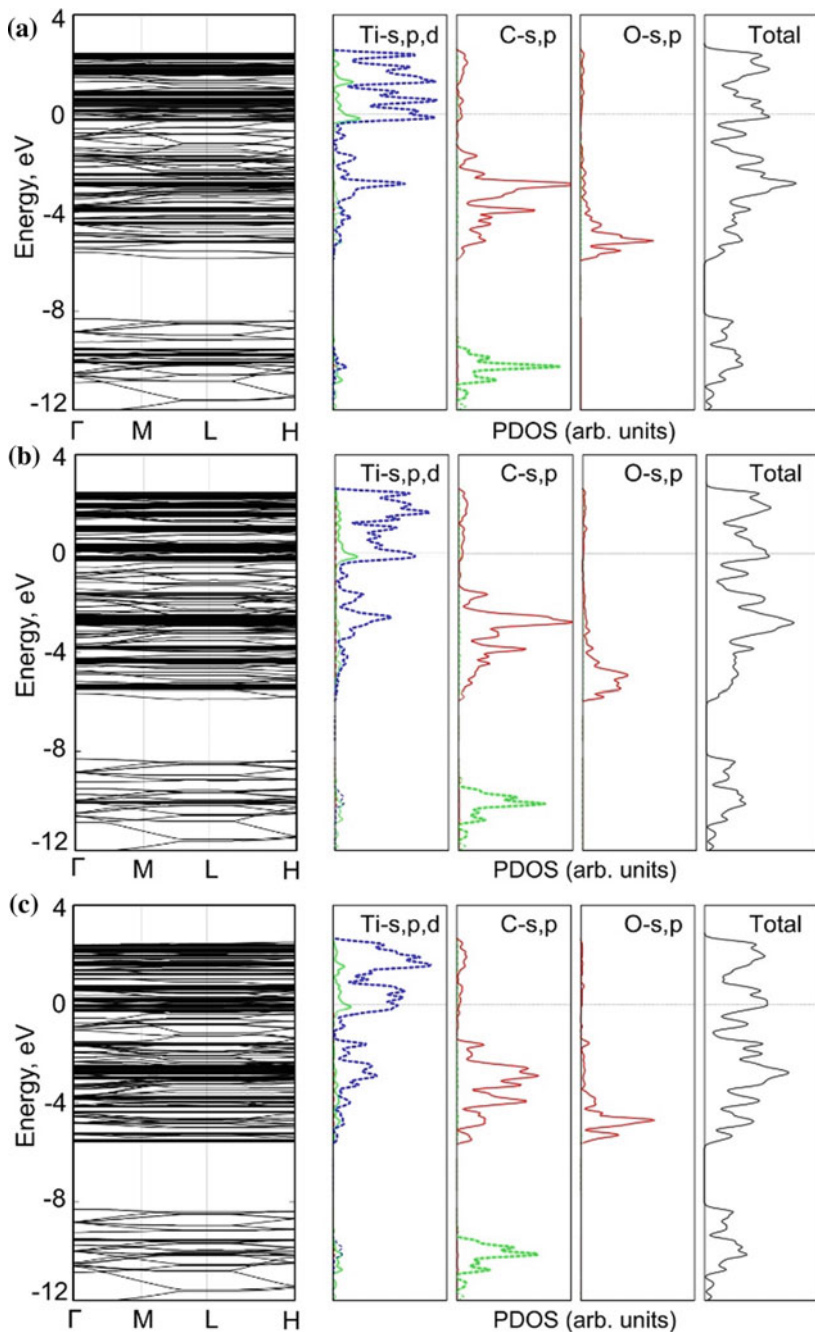 (a)
4
0
-4
-8
-12
Energy, eV
Γ M L H
Ti-s,p,d
C-s,p
O-s,p
Total
PDOS (arb. units)
(b)
4
0
-4
-8
-12
Energy, eV
Γ M L H
Ti-s,p,d
C-s,p
O-s,p
Total
PDOS (arb. units)
(c)
4
0
-4
-8
-12
Energy, eV
Γ M L H
Ti-s,p,d
C-s,p
O-s,p
Total
PDOS (arb. units)